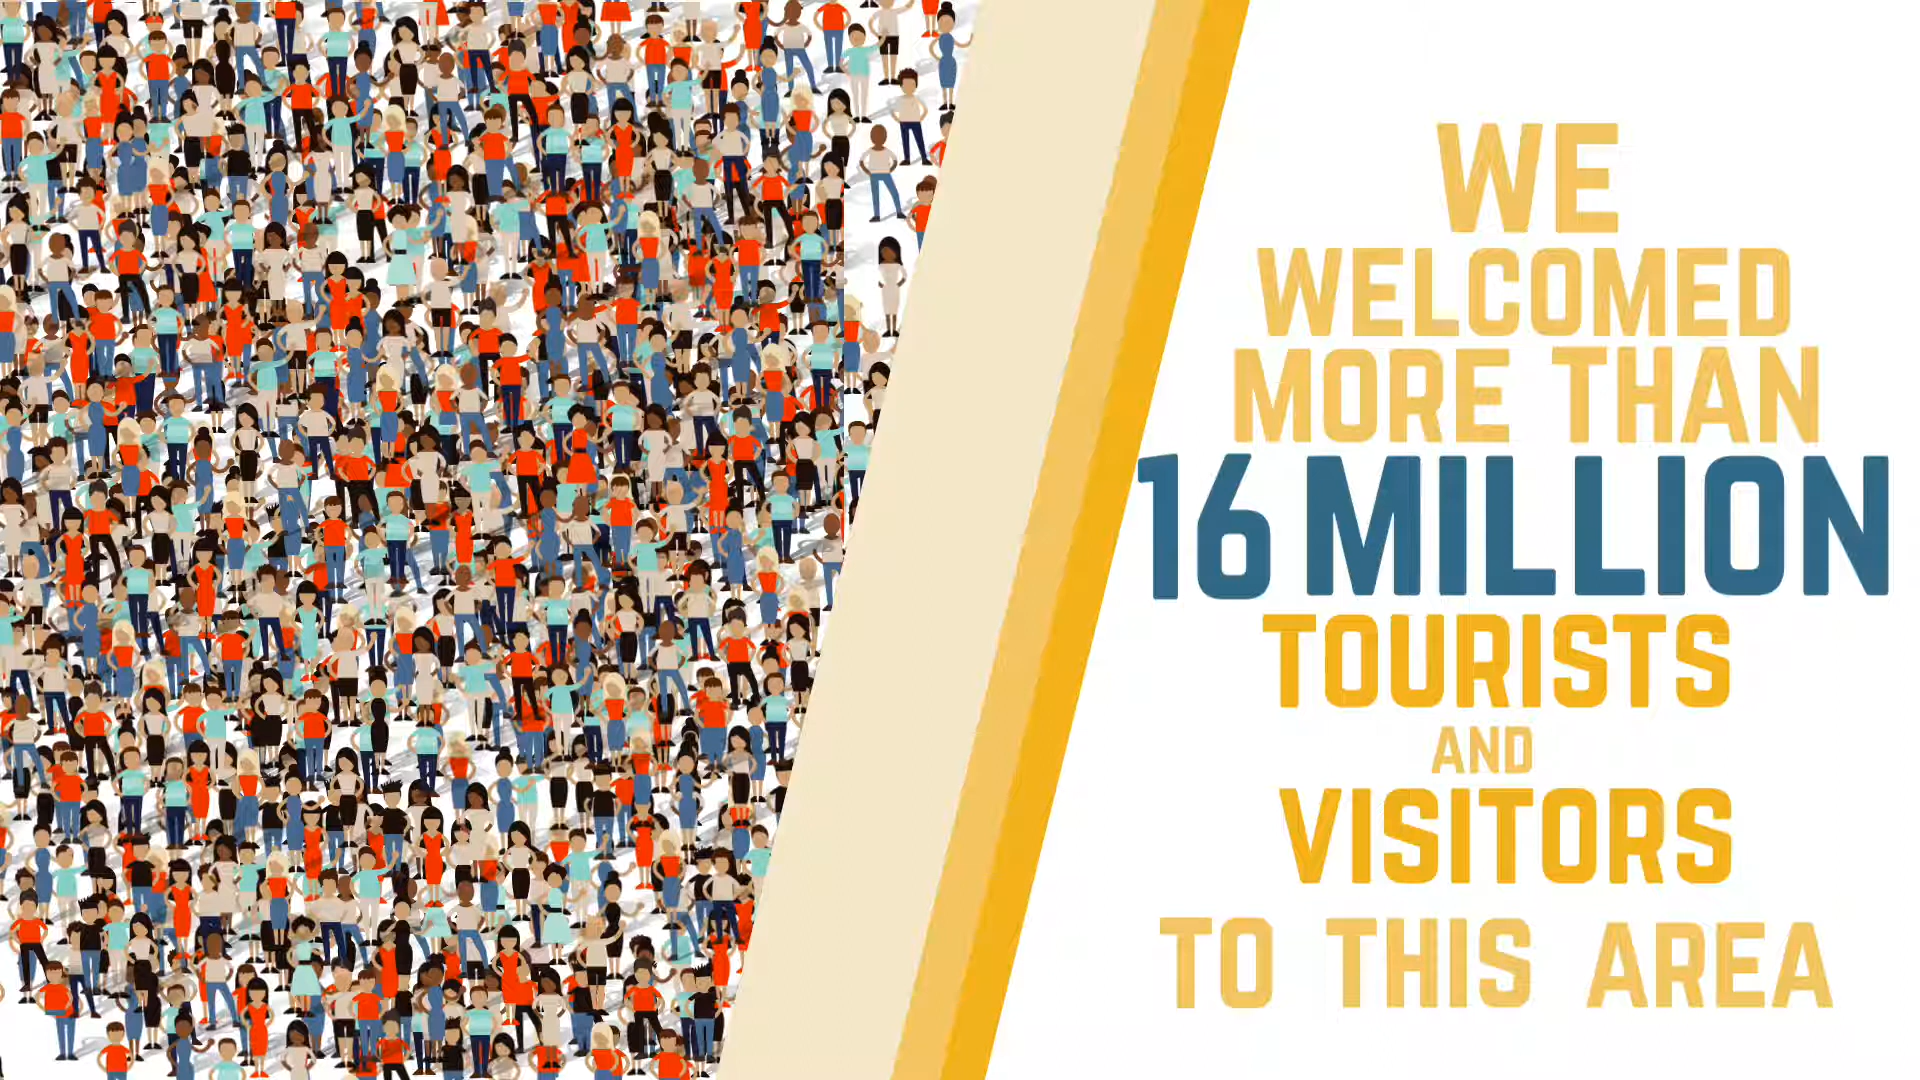 WE
WELCOMED
MORE THAN
16 MILLION
TOURISTS
AND
VISITORS
TO THIS AREA